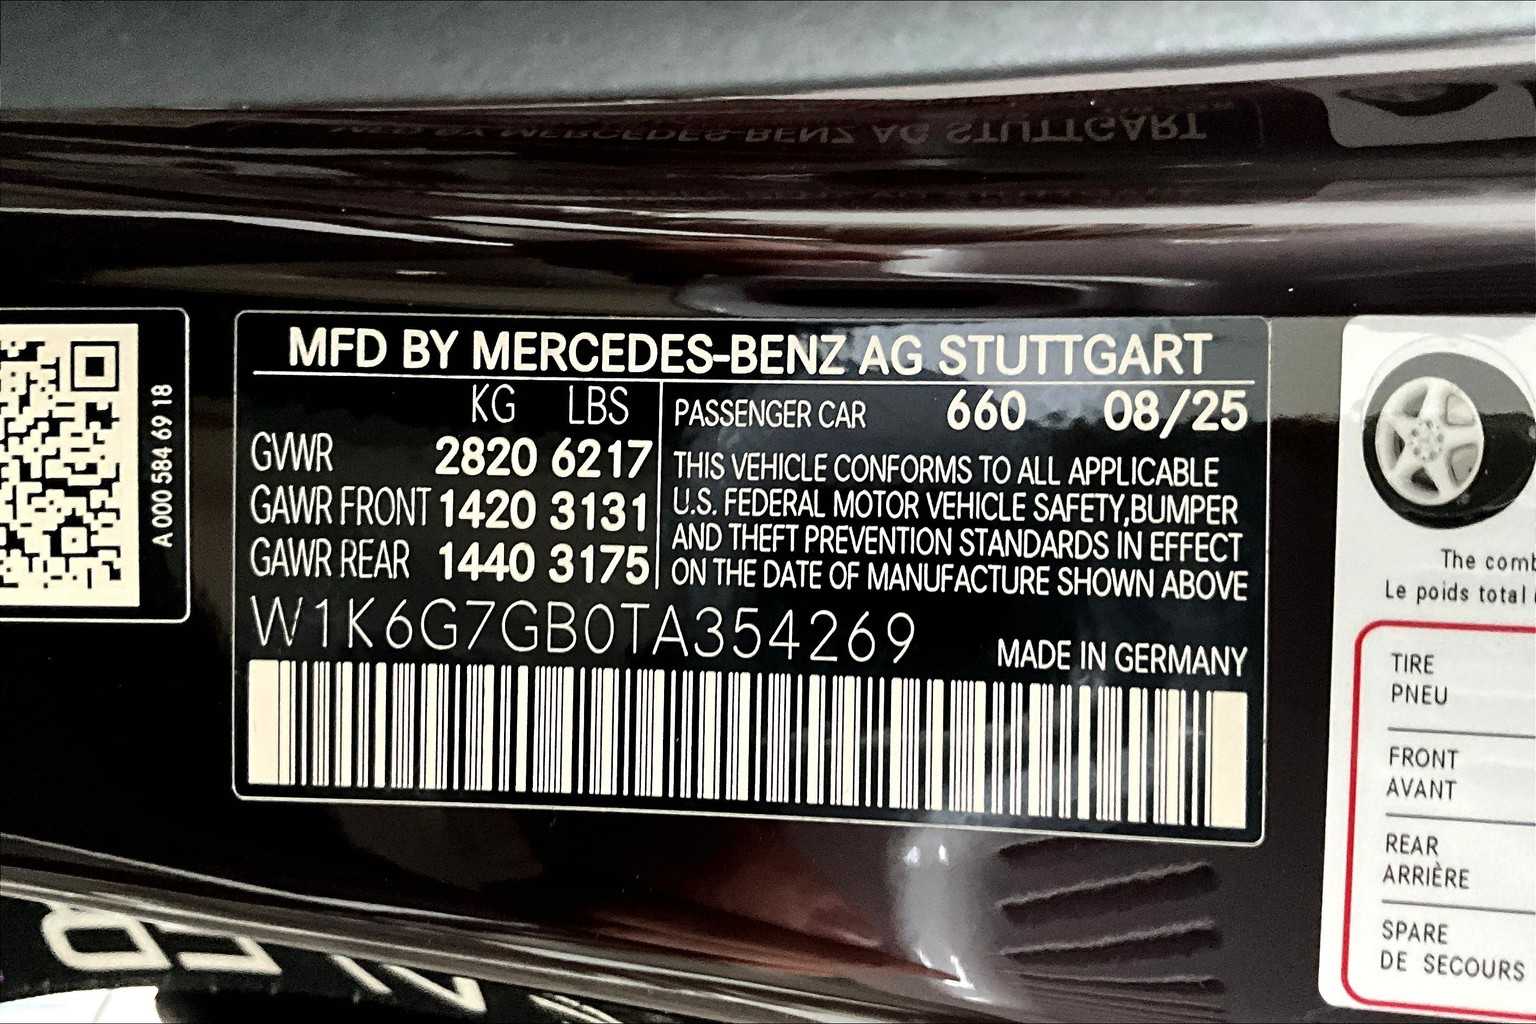 A 000 584 69 18
MFD BY MERCEDES-BENZ AG STUTTGART
KG LBS
GVWR 2820 6217
GAWR FRONT 1420 3131
GAWR REAR 1440 3175
PASSENGER CAR 660 08/25
THIS VEHICLE CONFORMS TO ALL APPLICABLE
U.S. FEDERAL MOTOR VEHICLE SAFETY,BUMPER
AND THEFT PREVENTION STANDARDS IN EFFECT
ON THE DATE OF MANUFACTURE SHOWN ABOVE
W1K6G7GB0TA354269
MADE IN GERMANY
The comb
Le poids total
TIRE
PNEU
FRONT
AVANT
REAR
ARRIÈRE
SPARE
DE SECOURS